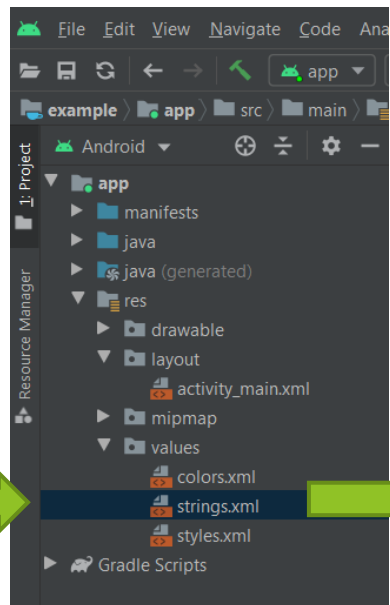 File Edit View Navigate Code Ana
app
example app src main
Android
1: Project
app
manifests
java
java (generated)
res
drawable
layout
activity_main.xml
mipmap
values
colors.xml
strings.xml
styles.xml
Gradle Scripts
Resource Manager